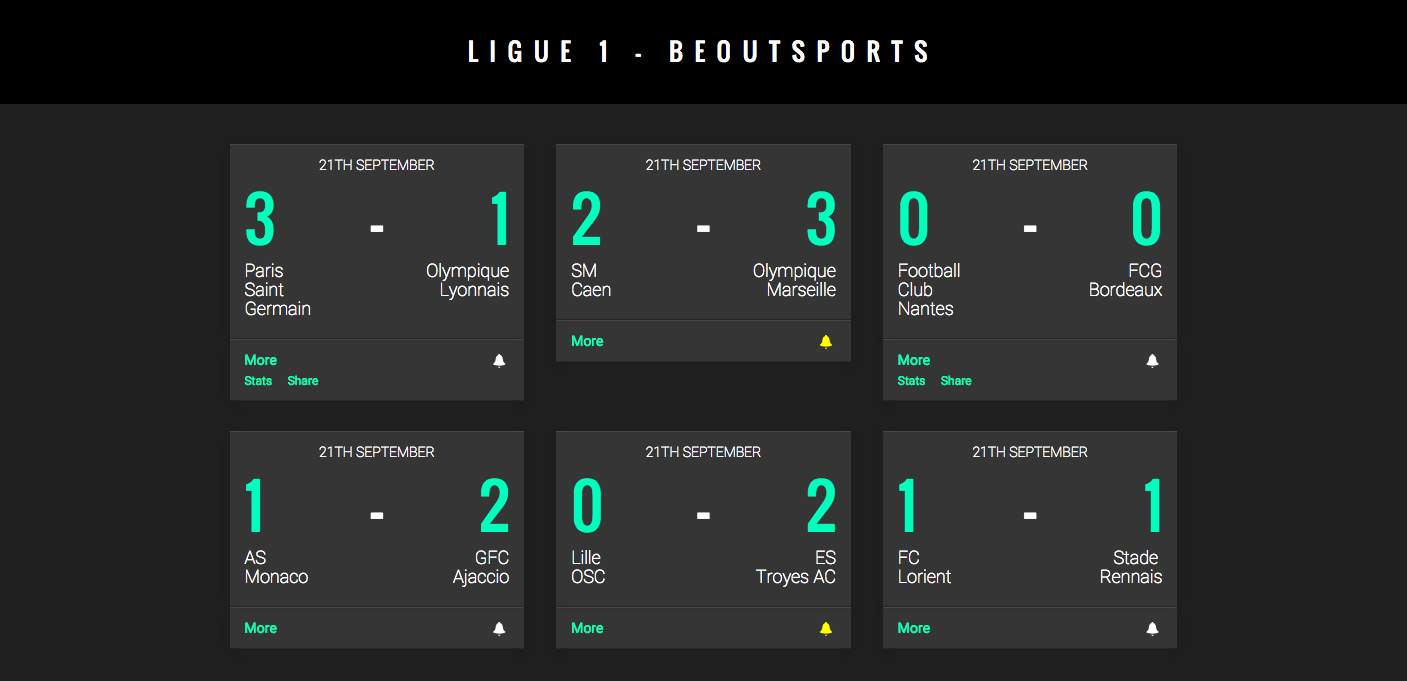 LIGUE 1 - BEOUTSPORTS
21TH SEPTEMBER
3 - 1
Paris Olympique
Saint Lyonnais
Germain
More
Stats Share
21TH SEPTEMBER
2 - 3
SM Olympique
Caen Marseille
More
21TH SEPTEMBER
0 - 0
Football FCG
Club Bordeaux
Nantes
More
Stats Share
21TH SEPTEMBER
1 - 2
AS GFC
Monaco Ajaccio
More
21TH SEPTEMBER
0 - 2
Lille ES
OSC Troyes AC
More
21TH SEPTEMBER
1 - 1
FC Stade
Lorient Rennais
More